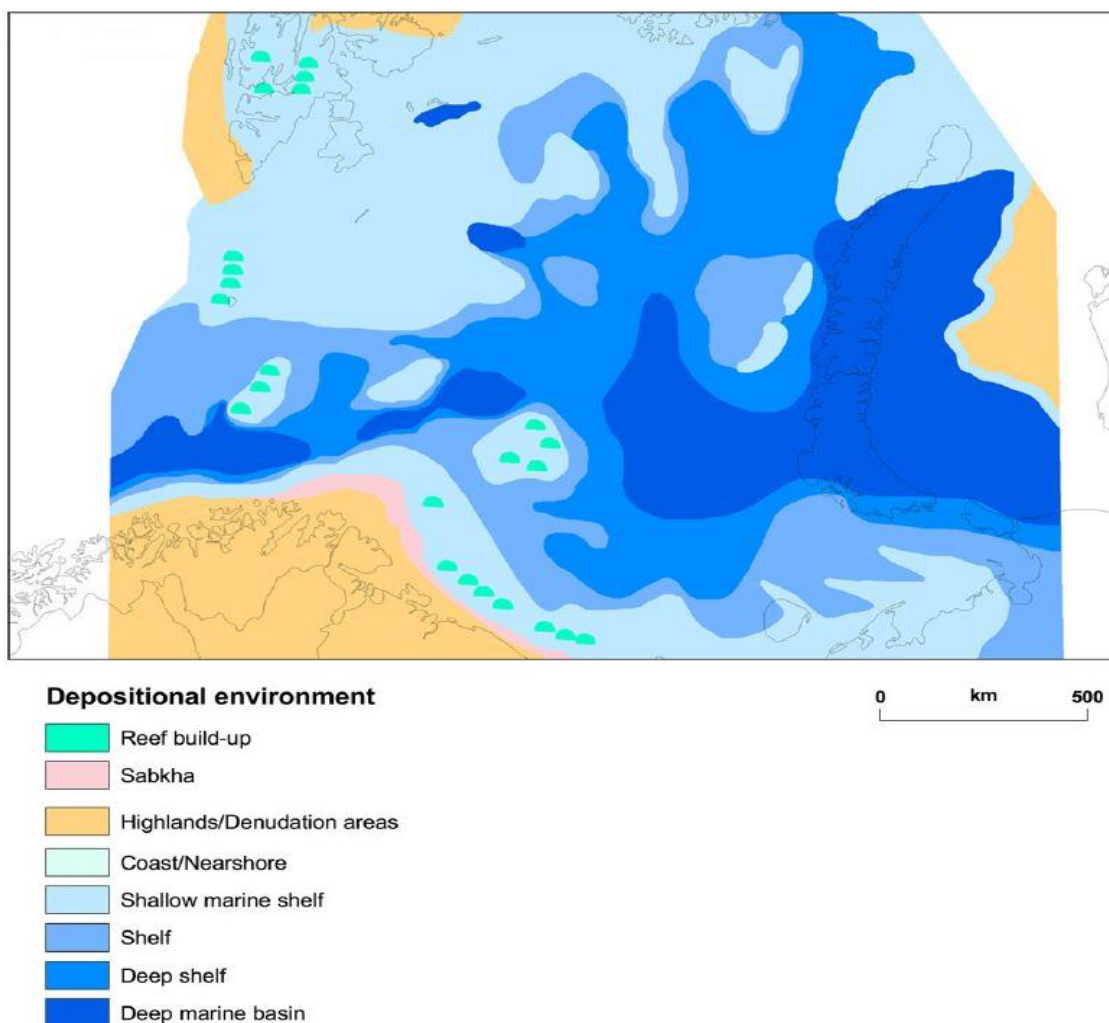 Depositional environment
0 km 500
Reef build-up
Sabkha
Highlands/Denudation areas
Coast/Nearshore
Shallow marine shelf
Shelf
Deep shelf
Deep marine basin